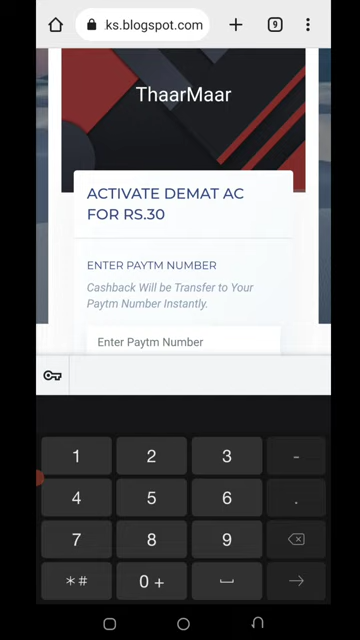 ks.blogspot.com
9
ThaarMaar
ACTIVATE DEMAT AC
FOR RS.30
ENTER PAYTM NUMBER
Cashback Will be Transfer to Your
Paytm Number Instantly.
Enter Paytm Number
1 2 3 -
4 5 6 .
7 8 9
*# 0 +